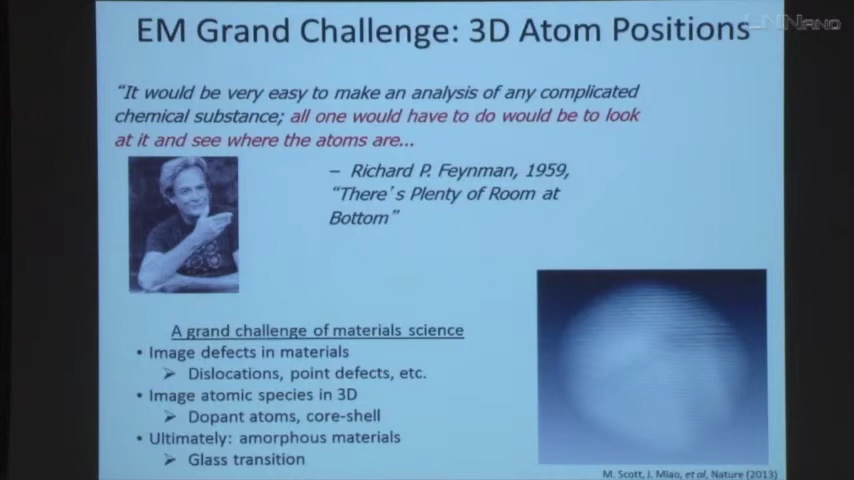 EM Grand Challenge: 3D Atom Positions
“It would be very easy to make an analysis of any complicated
chemical substance; all one would have to do would be to look
at it and see where the atoms are...
– Richard P. Feynman, 1959,
“There's Plenty of Room at
Bottom”
A grand challenge of materials science
• Image defects in materials
➢ Dislocations, point defects, etc.
• Image atomic species in 3D
➢ Dopant atoms, core-shell
• Ultimately: amorphous materials
➢ Glass transition
M. Scott, J. Miao, et al, Nature (2013)